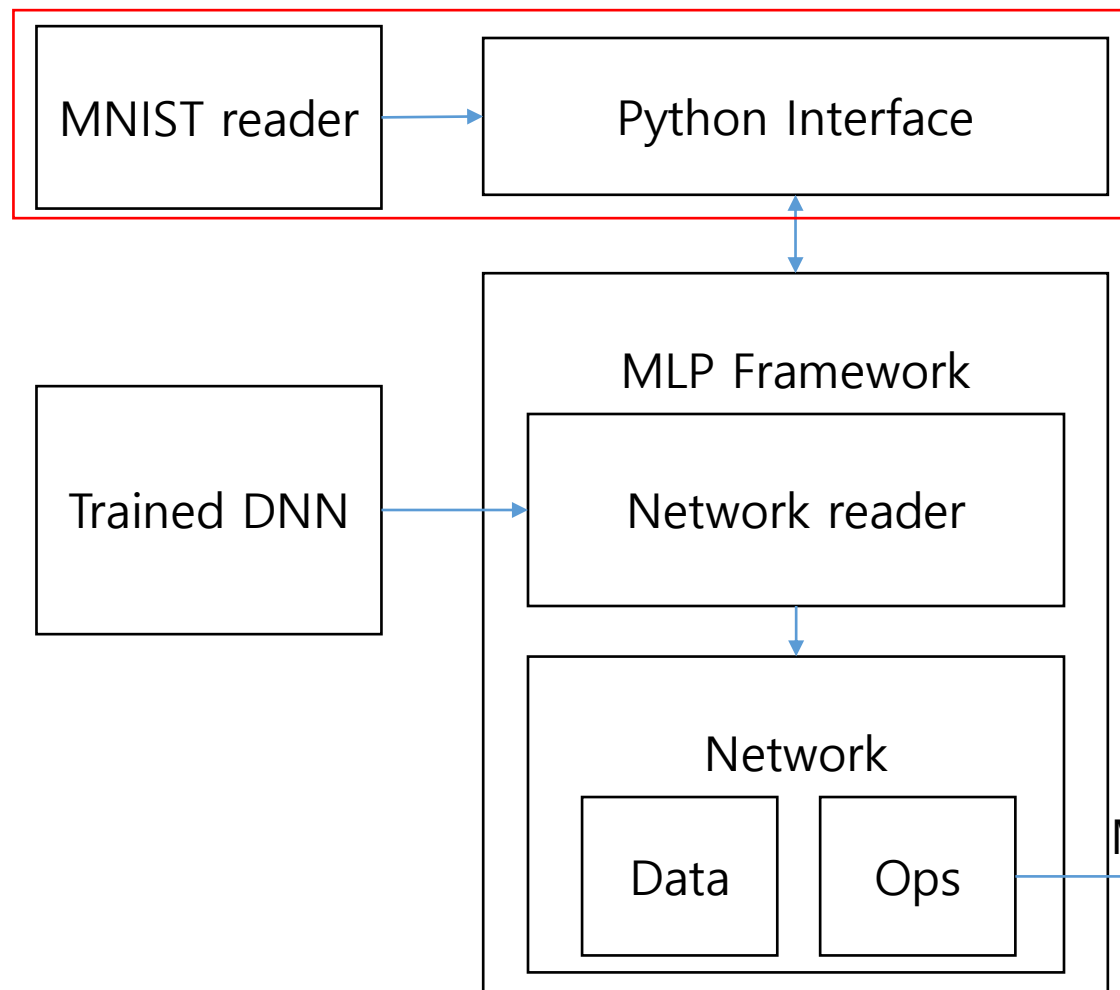 MNIST reader
Python Interface
MLP Framework
Trained DNN
Network reader
Network
Data
Ops